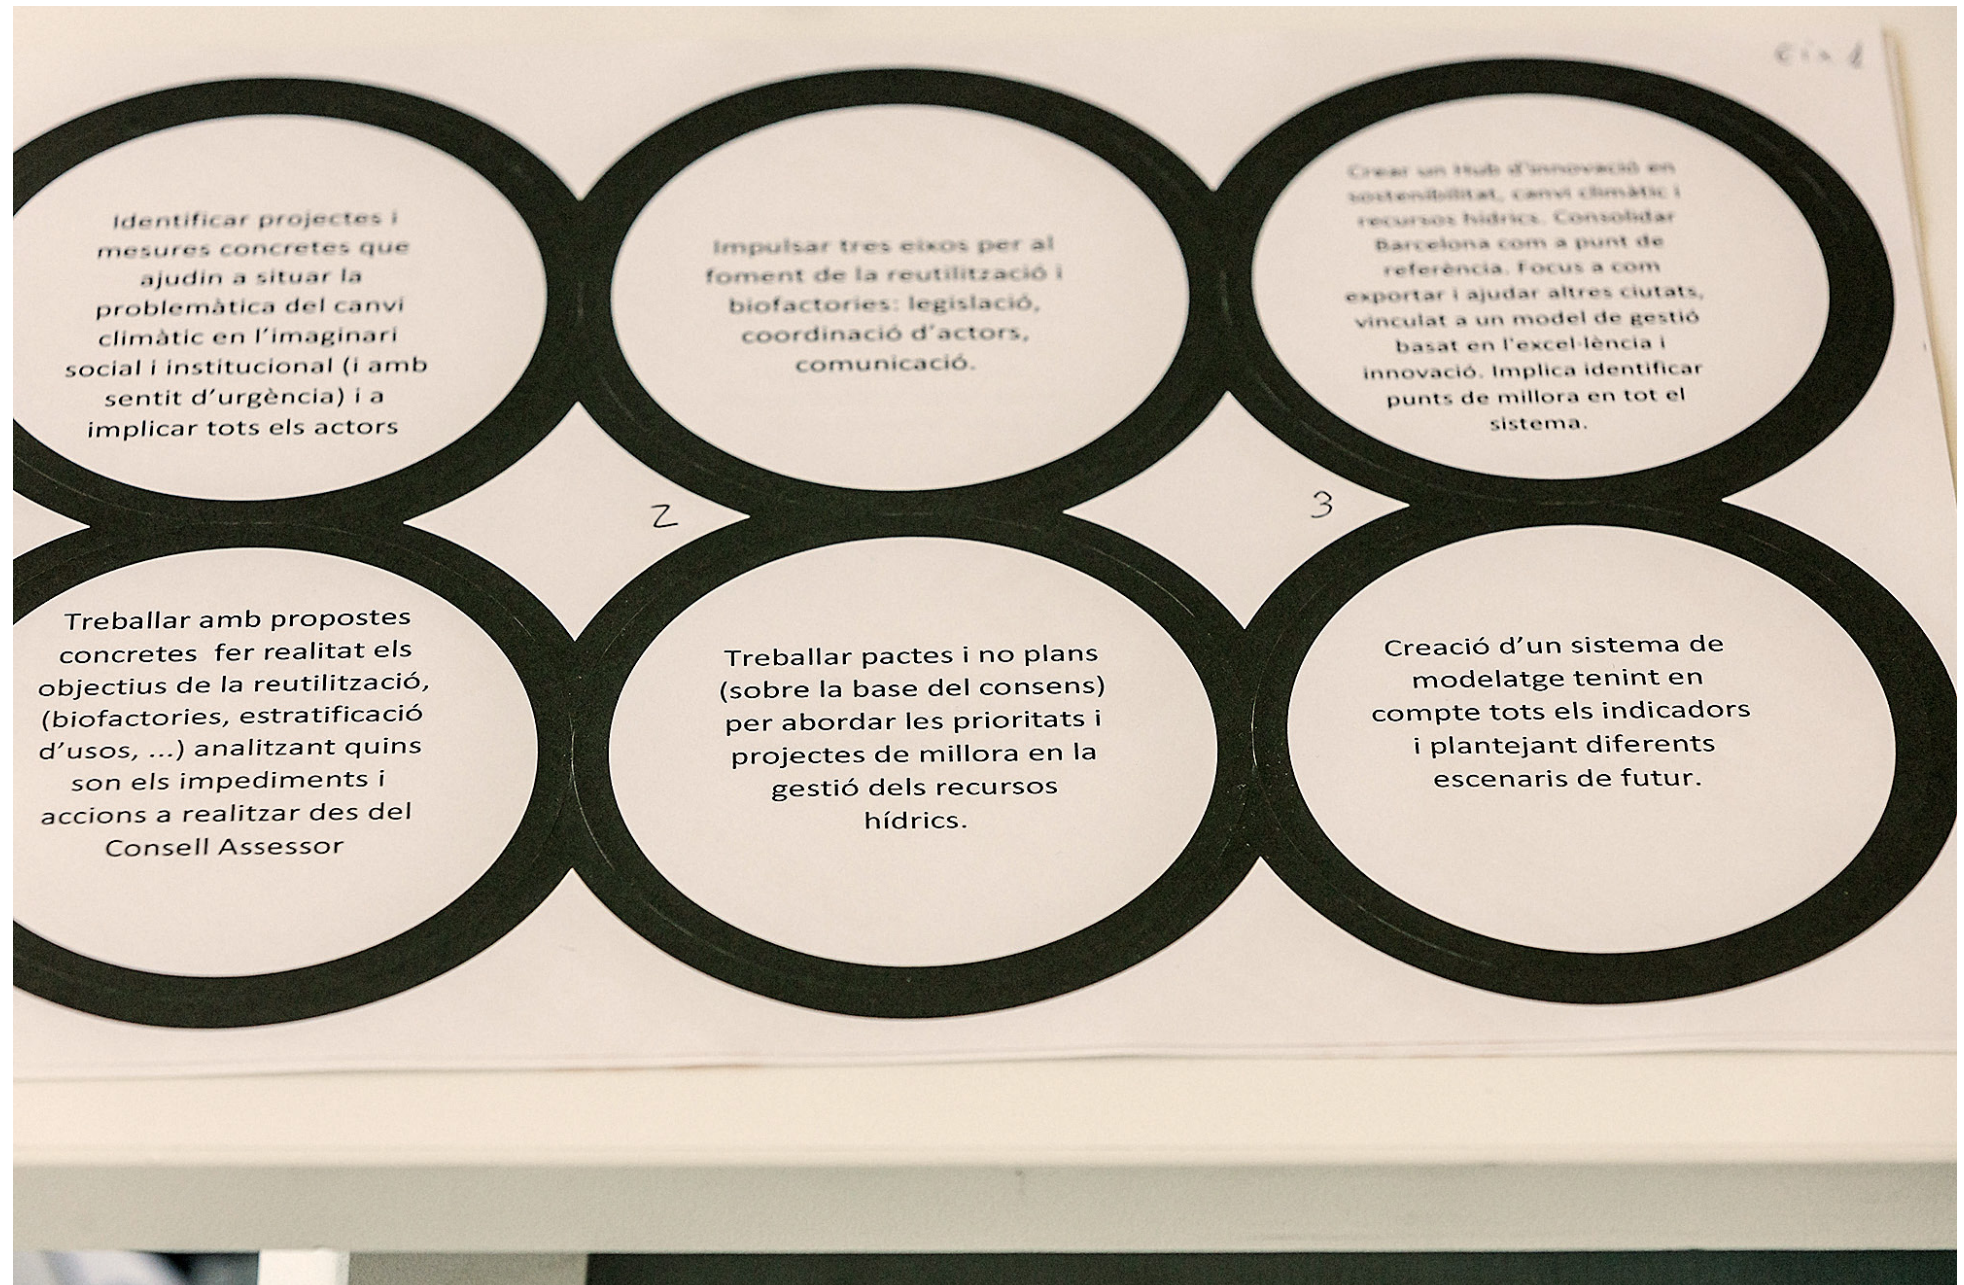 Identificar projectes i
mesures concretes que
ajudin a situar la
problemàtica del canvi
climàtic en l'imaginari
social i institucional (i amb
sentit d'urgència) i a
implicar tots els actors
Impulsar tres eixos per al
foment de la reutilització i
biofactories: legislació,
coordinació d'actors,
comunicació.
Crear un Hub d'innovació en
sostenibilitat, canvi climàtic i
recursos hídrics. Consolidar
Barcelona com a punt de
referència. Focus a com
exportar i ajudar altres ciutats,
vinculat a un model de gestió
basat en l'excel·lència i
innovació. Implica identificar
punts de millora en tot el
sistema.
2
3
Treballar amb propostes
concretes fer realitat els
objectius de la reutilització,
(biofactories, estratificació
d'usos, ...) analitzant quins
son els impediments i
accions a realitzar des del
Consell Assessor
Treballar pactes i no plans
(sobre la base del consens)
per abordar les prioritats i
projectes de millora en la
gestió dels recursos
hídrics.
Creació d'un sistema de
modelatge tenint en
compte tots els indicadors
i plantejant diferents
escenaris de futur.